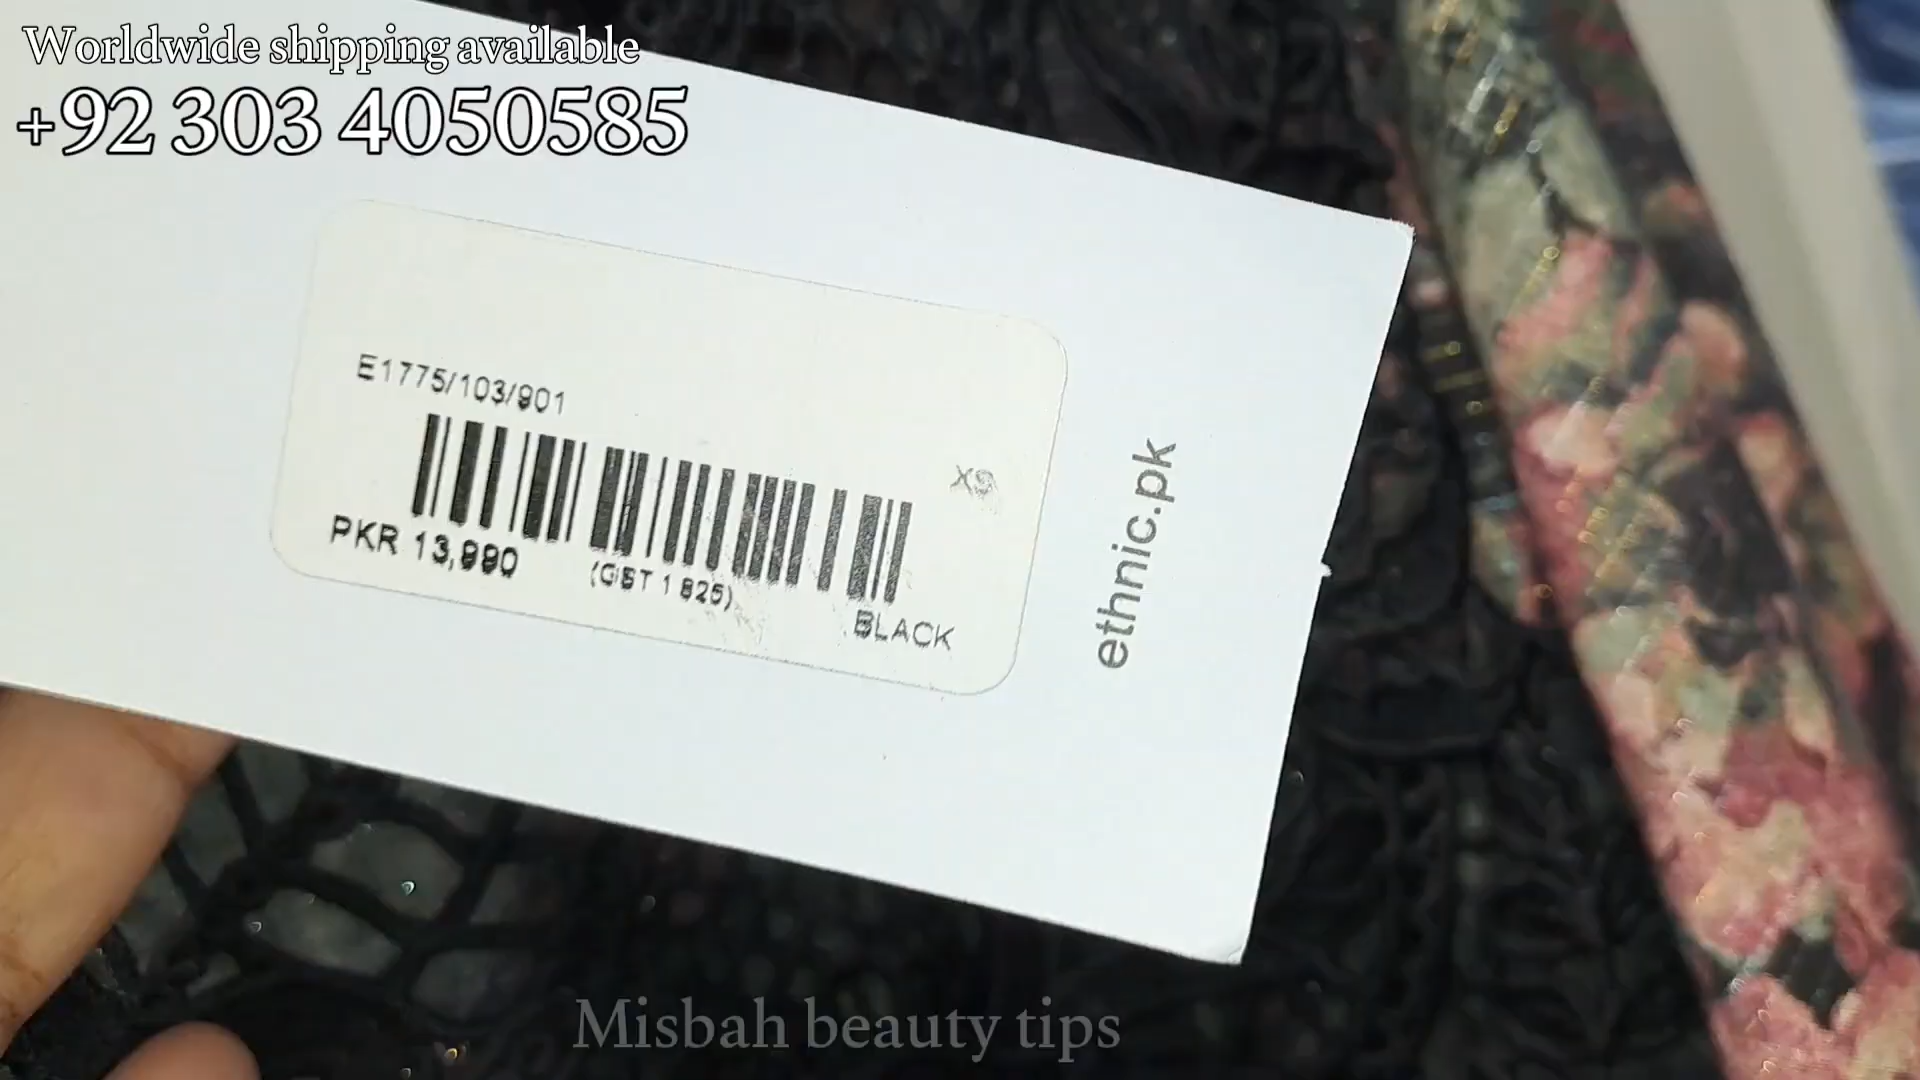 Worldwide shipping available
+92 303 4050585
E1775/103/901
XS
PKR 13,990
(GST 1 825)
BLACK
ethnic.pk
Misbah beauty tips